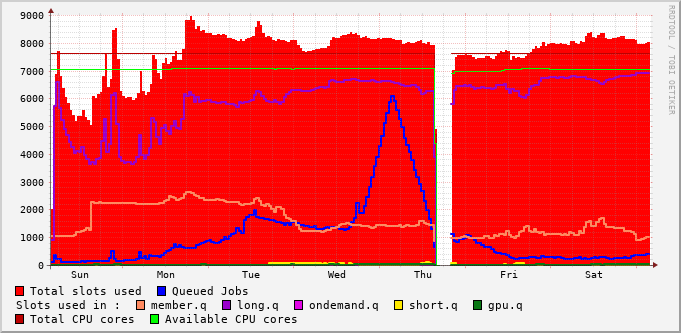 9000
8000
7000
6000
5000
4000
3000
2000
1000
0
Sun Mon Tue Wed Thu Fri Sat
RRDTOOL / TOBI OETIKER
Total slots used Queued Jobs
Slots used in : member.q long.q ondemand.q short.q gpu.q
Total CPU cores Available CPU cores